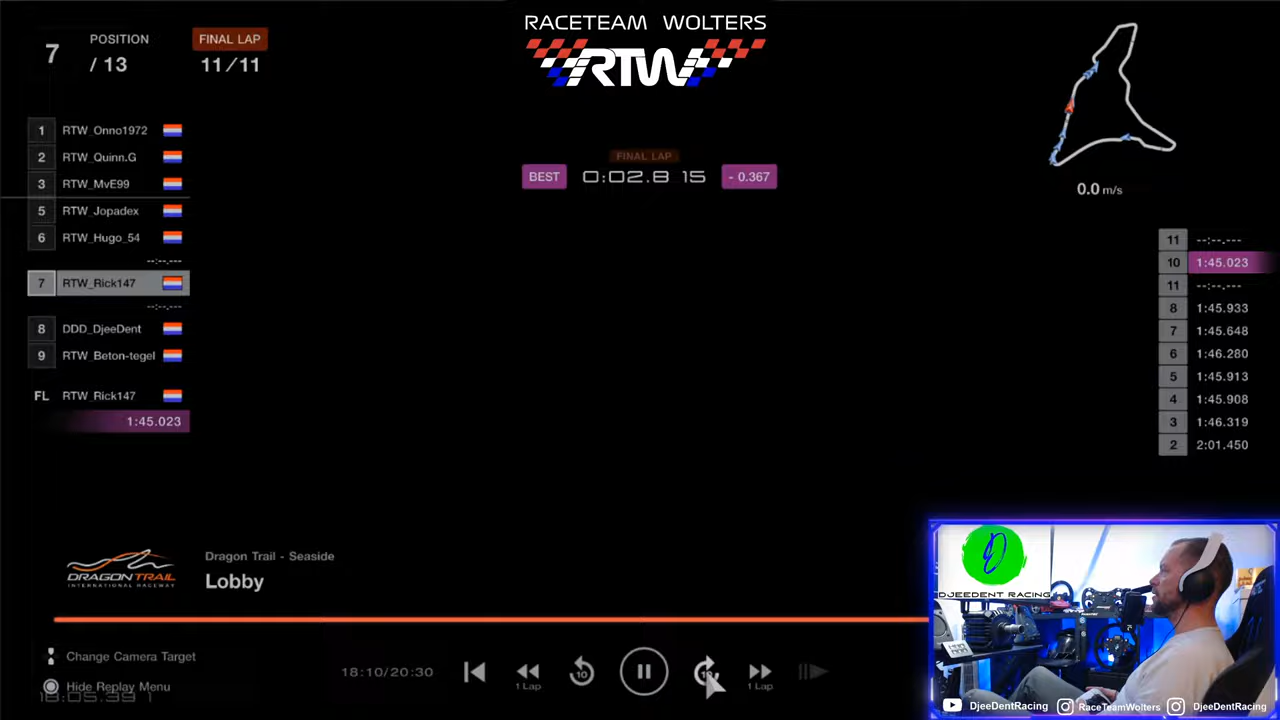 RACETEAM WOLTERS
RTW
7
POSITION
/ 13
FINAL LAP
11/11
1 RTW_Onno1972
2 RTW_Quinn.G
3 RTW_MvE99
5 RTW_Jopadex
6 RTW_Hugo_54
--:--.---
7 RTW_Rick147
--:--.---
8 DDD_DjeeDent
9 RTW_Beton-tegel
FL RTW_Rick147
1:45.023
FINAL LAP
BEST 0:02.8 15 - 0.367
0.0 m/s
11 --:--.---
10 1:45.023
11 --:--.---
8 1:45.933
7 1:45.648
6 1:46.280
5 1:45.913
4 1:45.908
3 1:46.319
2 2:01.450
DRAGON TRAIL
INTERNATIONAL RACEWAY
Dragon Trail - Seaside
Lobby
Change Camera Target
Hide Replay Menu
18:05.39 1
18:10/20:30
1 Lap
10
1 Lap
DJEEDENT RACING
DjeeDentRacing
RaceTeamWolters
DjeeDentRacing